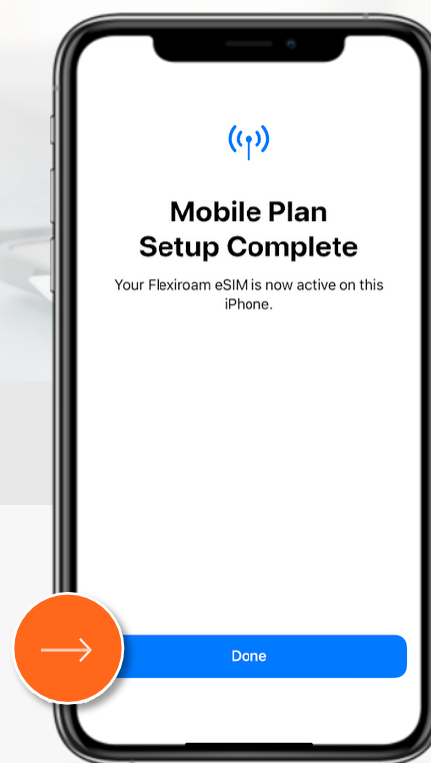 Mobile Plan
Setup Complete
Your Flexiroam eSIM is now active on this
iPhone.
Done